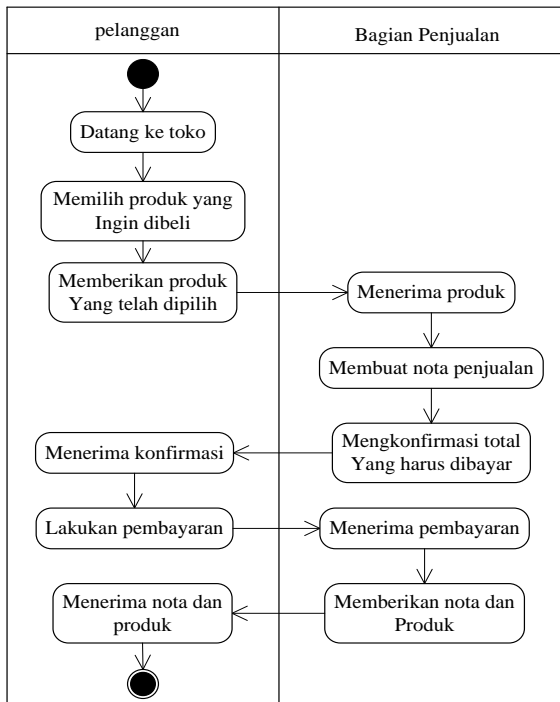 pelanggan
Bagian Penjualan
Datang ke toko
Memilih produk yang
Ingin dibeli
Memberikan produk
Yang telah dipilih
Menerima produk
Membuat nota penjualan
Mengkonfirmasi total
Yang harus dibayar
Menerima konfirmasi
Lakukan pembayaran
Menerima pembayaran
Memberikan nota dan
Produk
Menerima nota dan
produk